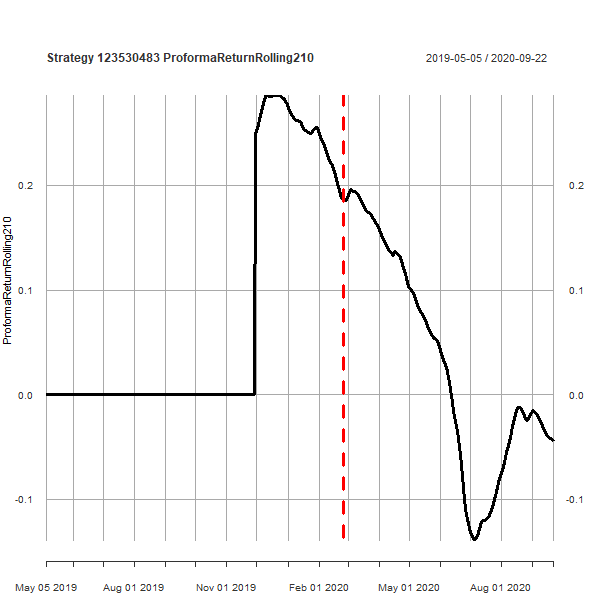 Strategy 123530483 ProformaReturnRolling210
2019-05-05 / 2020-09-22
ProformaReturnRolling210
0.2
0.1
0.0
-0.1
0.2
0.1
0.0
-0.1
May 05 2019
Aug 01 2019
Nov 01 2019
Feb 01 2020
May 01 2020
Aug 01 2020